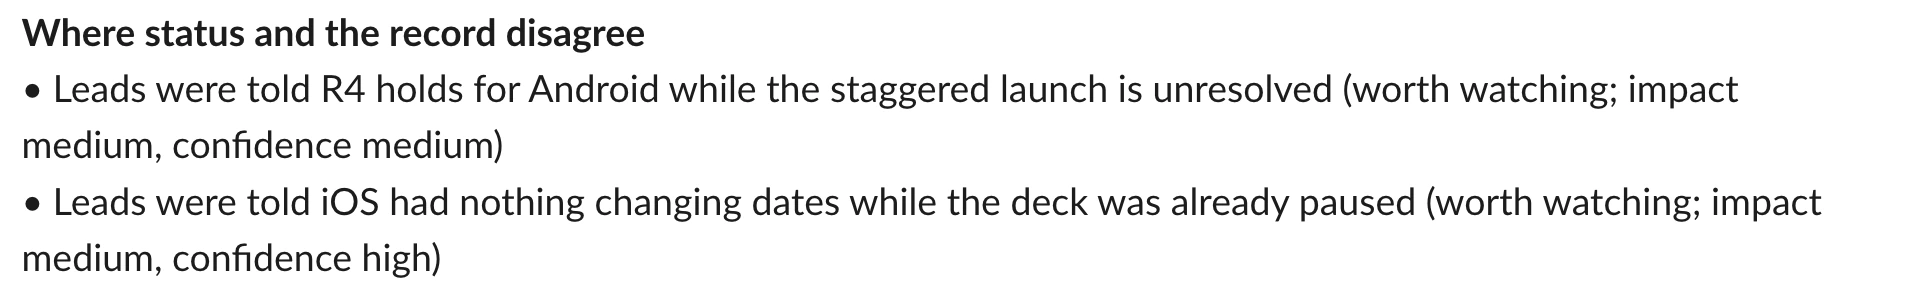 Where status and the record disagree
• Leads were told R4 holds for Android while the staggered launch is unresolved (worth watching; impact
medium, confidence medium)
• Leads were told iOS had nothing changing dates while the deck was already paused (worth watching; impact
medium, confidence high)